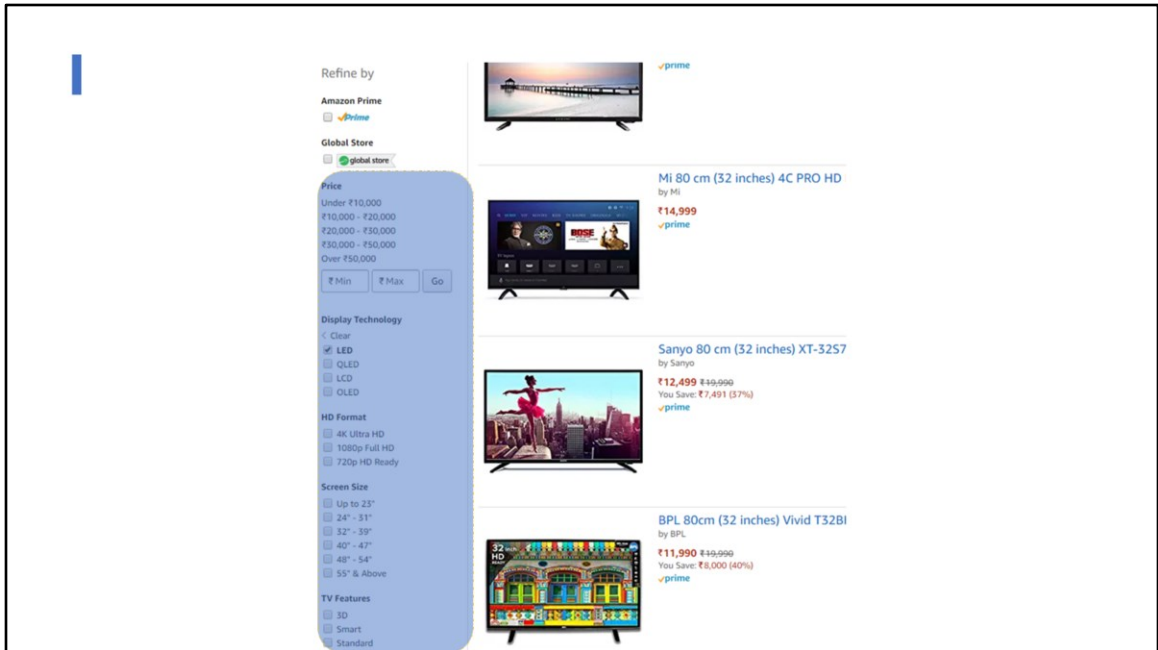 Refine by
Amazon Prime
Prime
Global Store
global store
Price
Under ₹10,000
₹10,000 - ₹20,000
₹20,000 - ₹30,000
₹30,000 - ₹50,000
Over ₹50,000
₹ Min ₹ Max Go
Display Technology
< Clear
LED
QLED
LCD
OLED
HD Format
4K Ultra HD
1080p Full HD
720p HD Ready
Screen Size
Up to 23"
24" - 31"
32" - 39"
40" - 47"
48" - 54"
55" & Above
TV Features
3D
Smart
Standard
prime
Mi 80 cm (32 inches) 4C PRO HD
by Mi
₹14,999
prime
BOSE
Sanyo 80 cm (32 inches) XT-32S7
by Sanyo
₹12,499 ₹19,990
You Save: ₹7,491 (37%)
prime
BPL 80cm (32 inches) Vivid T32BI
by BPL
₹11,990 ₹19,990
You Save: ₹8,000 (40%)
prime
32 inch
HD
READY